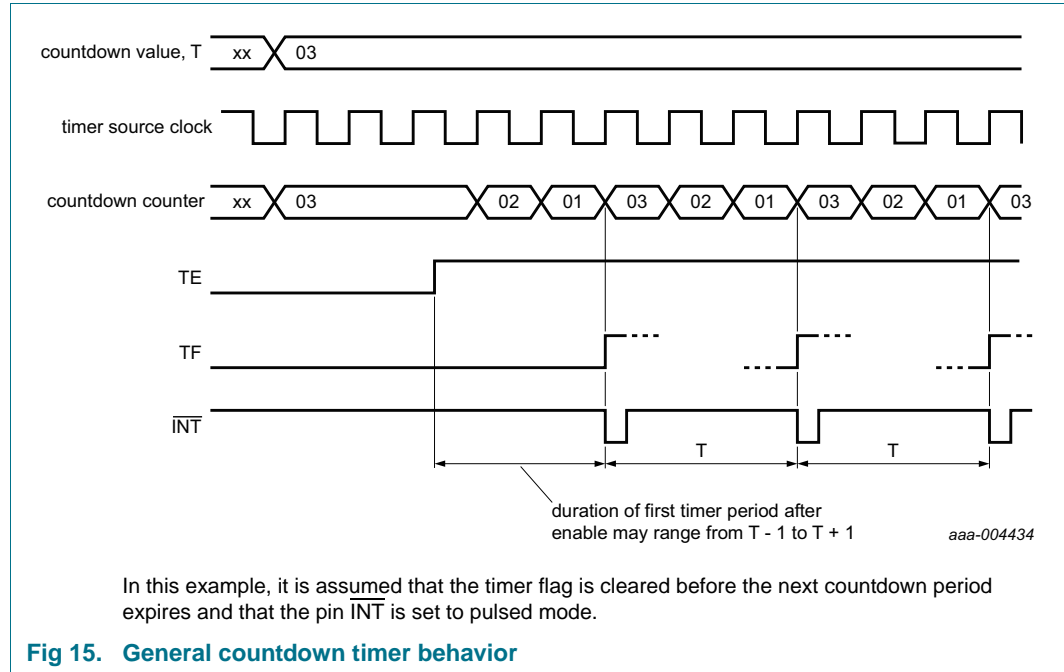 countdown value, T xx 03
timer source clock
countdown counter xx 03 02 01 03 02 01 03 02 01 03
TE
TF
INT
T T
duration of first timer period after
enable may range from T - 1 to T + 1
aaa-004434
In this example, it is assumed that the timer flag is cleared before the next countdown period
expires and that the pin INT is set to pulsed mode.
Fig 15. General countdown timer behavior